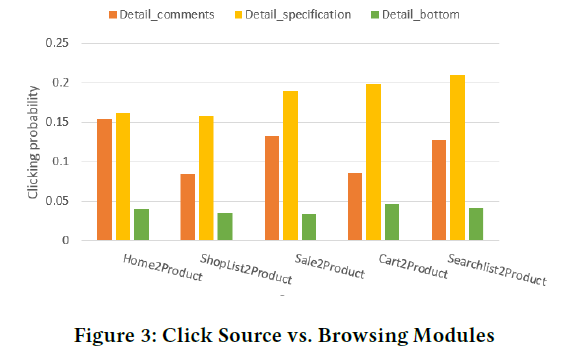 Detail_comments Detail_specification Detail_bottom
0.25
0.2
0.15
0.1
0.05
0
Clicking probability
Home2Product ShopList2Product Sale2Product Cart2Product Searchlist2Product
Figure 3: Click Source vs. Browsing Modules